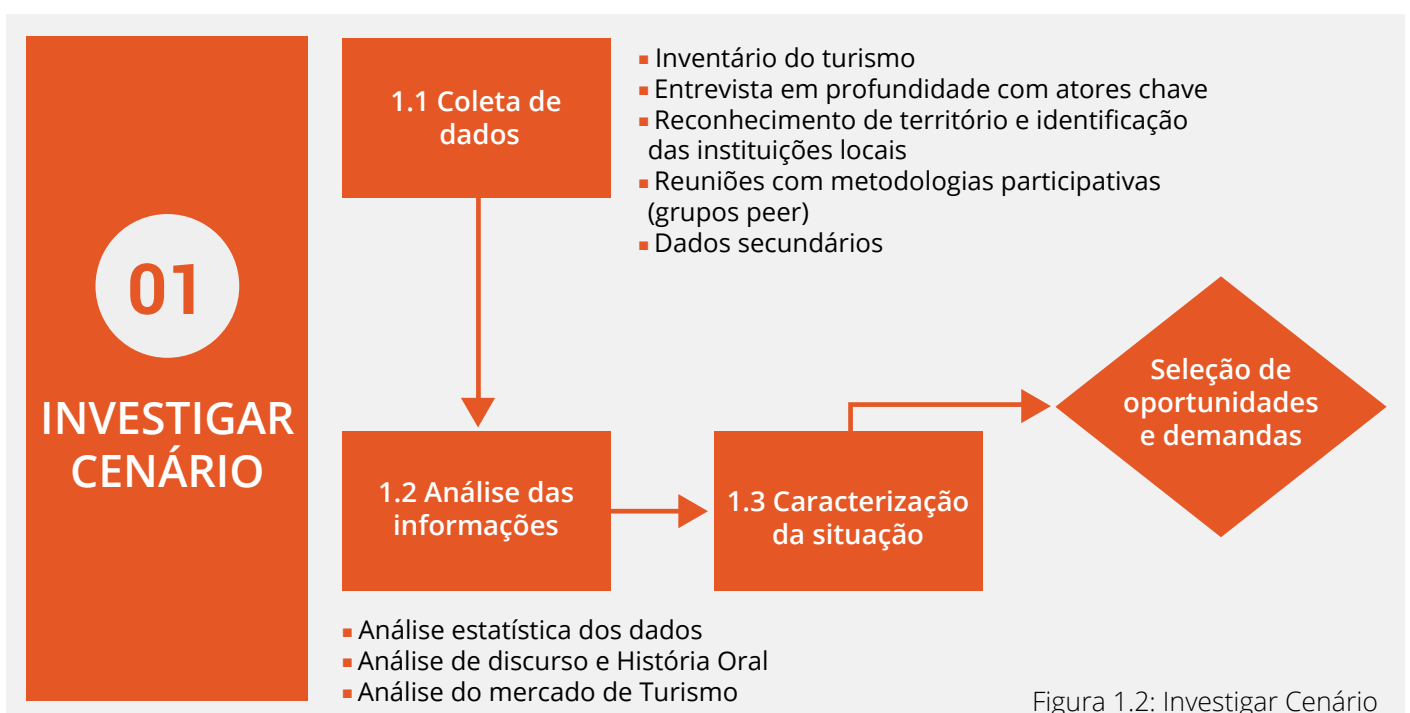 01
INVESTIGAR
CENÁRIO
1.1 Coleta de
dados
▪ Inventário do turismo
▪ Entrevista em profundidade com atores chave
▪ Reconhecimento de território e identificação
das instituições locais
▪ Reuniões com metodologias participativas
(grupos peer)
▪ Dados secundários
1.2 Análise das
informações
▪ Análise estatística dos dados
▪ Análise de discurso e História Oral
▪ Análise do mercado de Turismo
1.3 Caracterização
da situação
Seleção de
oportunidades
e demandas
Figura 1.2: Investigar Cenário